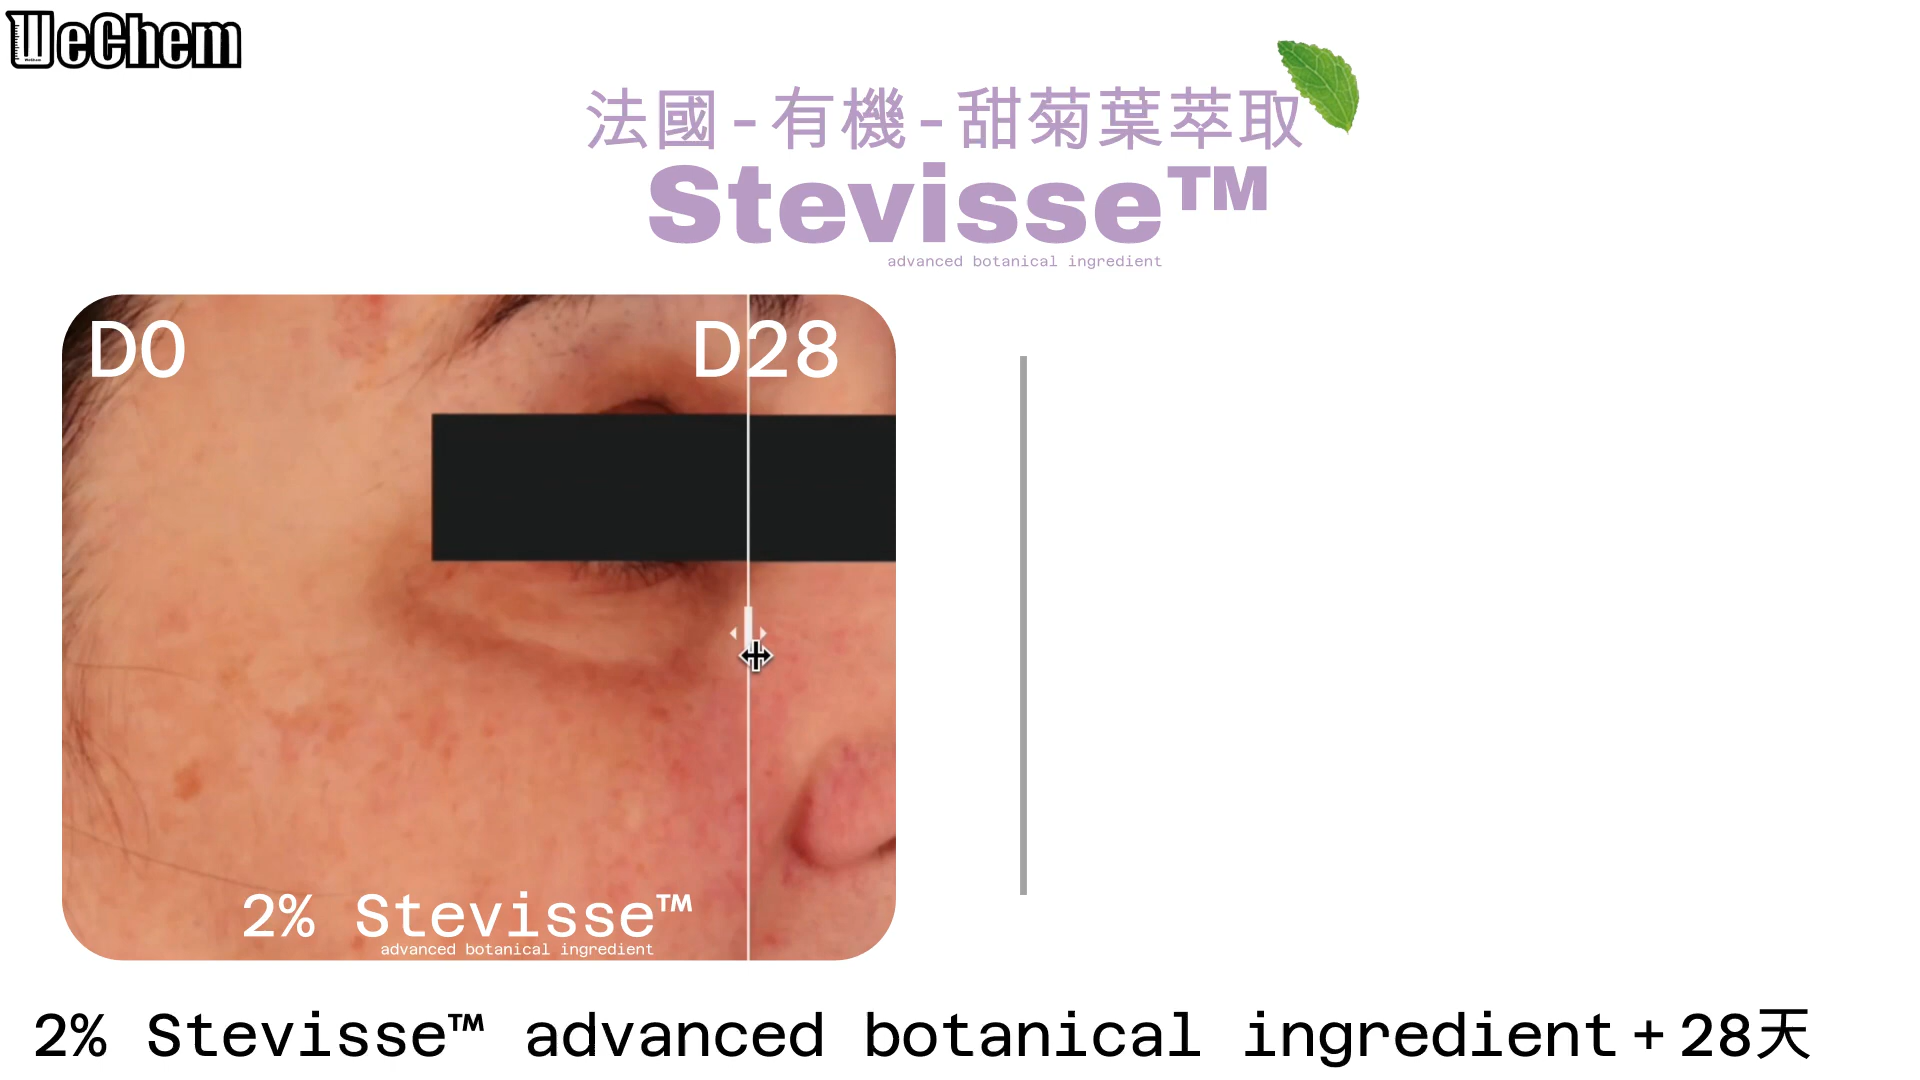 WeChem
法國-有機-甜菊葉萃取
Stevisse™
advanced botanical ingredient
D0
D28
2% Stevisse™
advanced botanical ingredient
2% Stevisse™ advanced botanical ingredient+28天